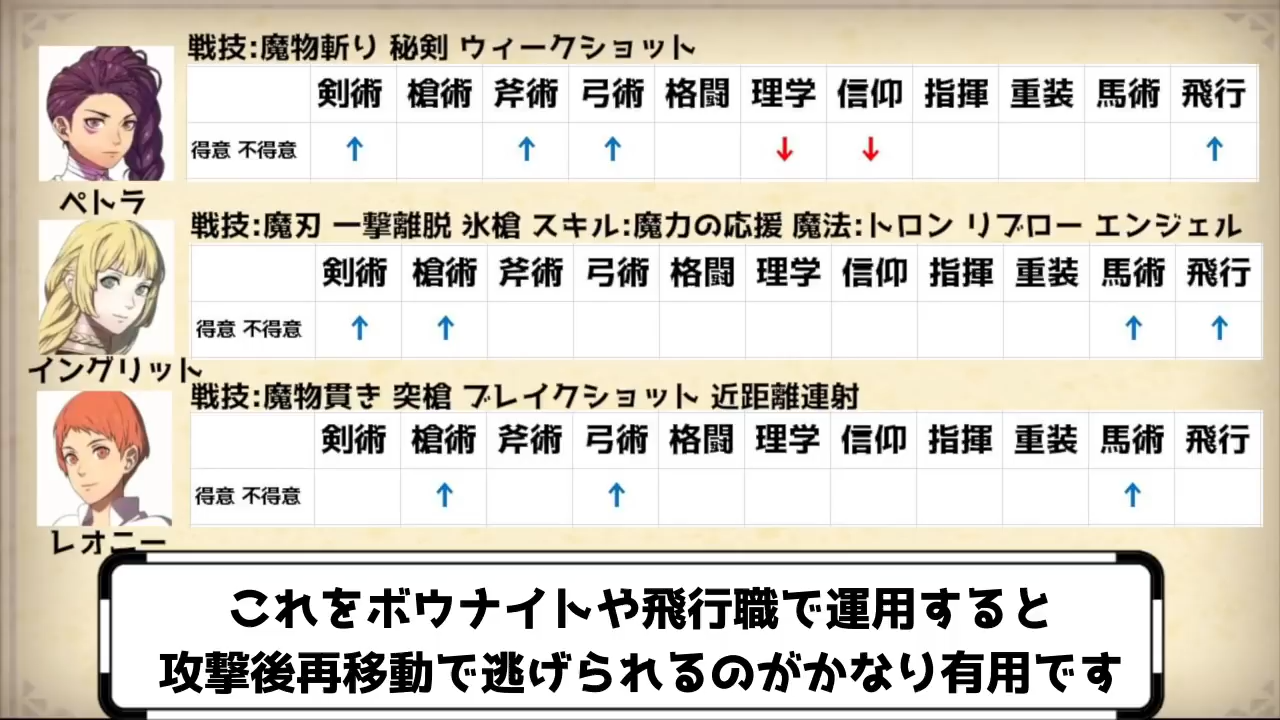 戦技:魔物斬り 秘剣 ウィークショット
剣術 槍術 斧術 弓術 格闘 理学 信仰 指揮 重装 馬術 飛行
得意 不得意 ↑ ↑ ↑ ↓ ↓ ↑
ペトラ
戦技:魔刃 一撃離脱 氷槍 スキル:魔力の応援 魔法:トロン リブロー エンジェル
剣術 槍術 斧術 弓術 格闘 理学 信仰 指揮 重装 馬術 飛行
得意 不得意 ↑ ↑ ↑ ↑
イングリット
戦技:魔物貫き 突槍 ブレイクショット 近距離連射
剣術 槍術 斧術 弓術 格闘 理学 信仰 指揮 重装 馬術 飛行
得意 不得意 ↑ ↑ ↑
レオニー
これをボウナイトや飛行職で運用すると
攻撃後再移動で逃げられるのがかなり有用です